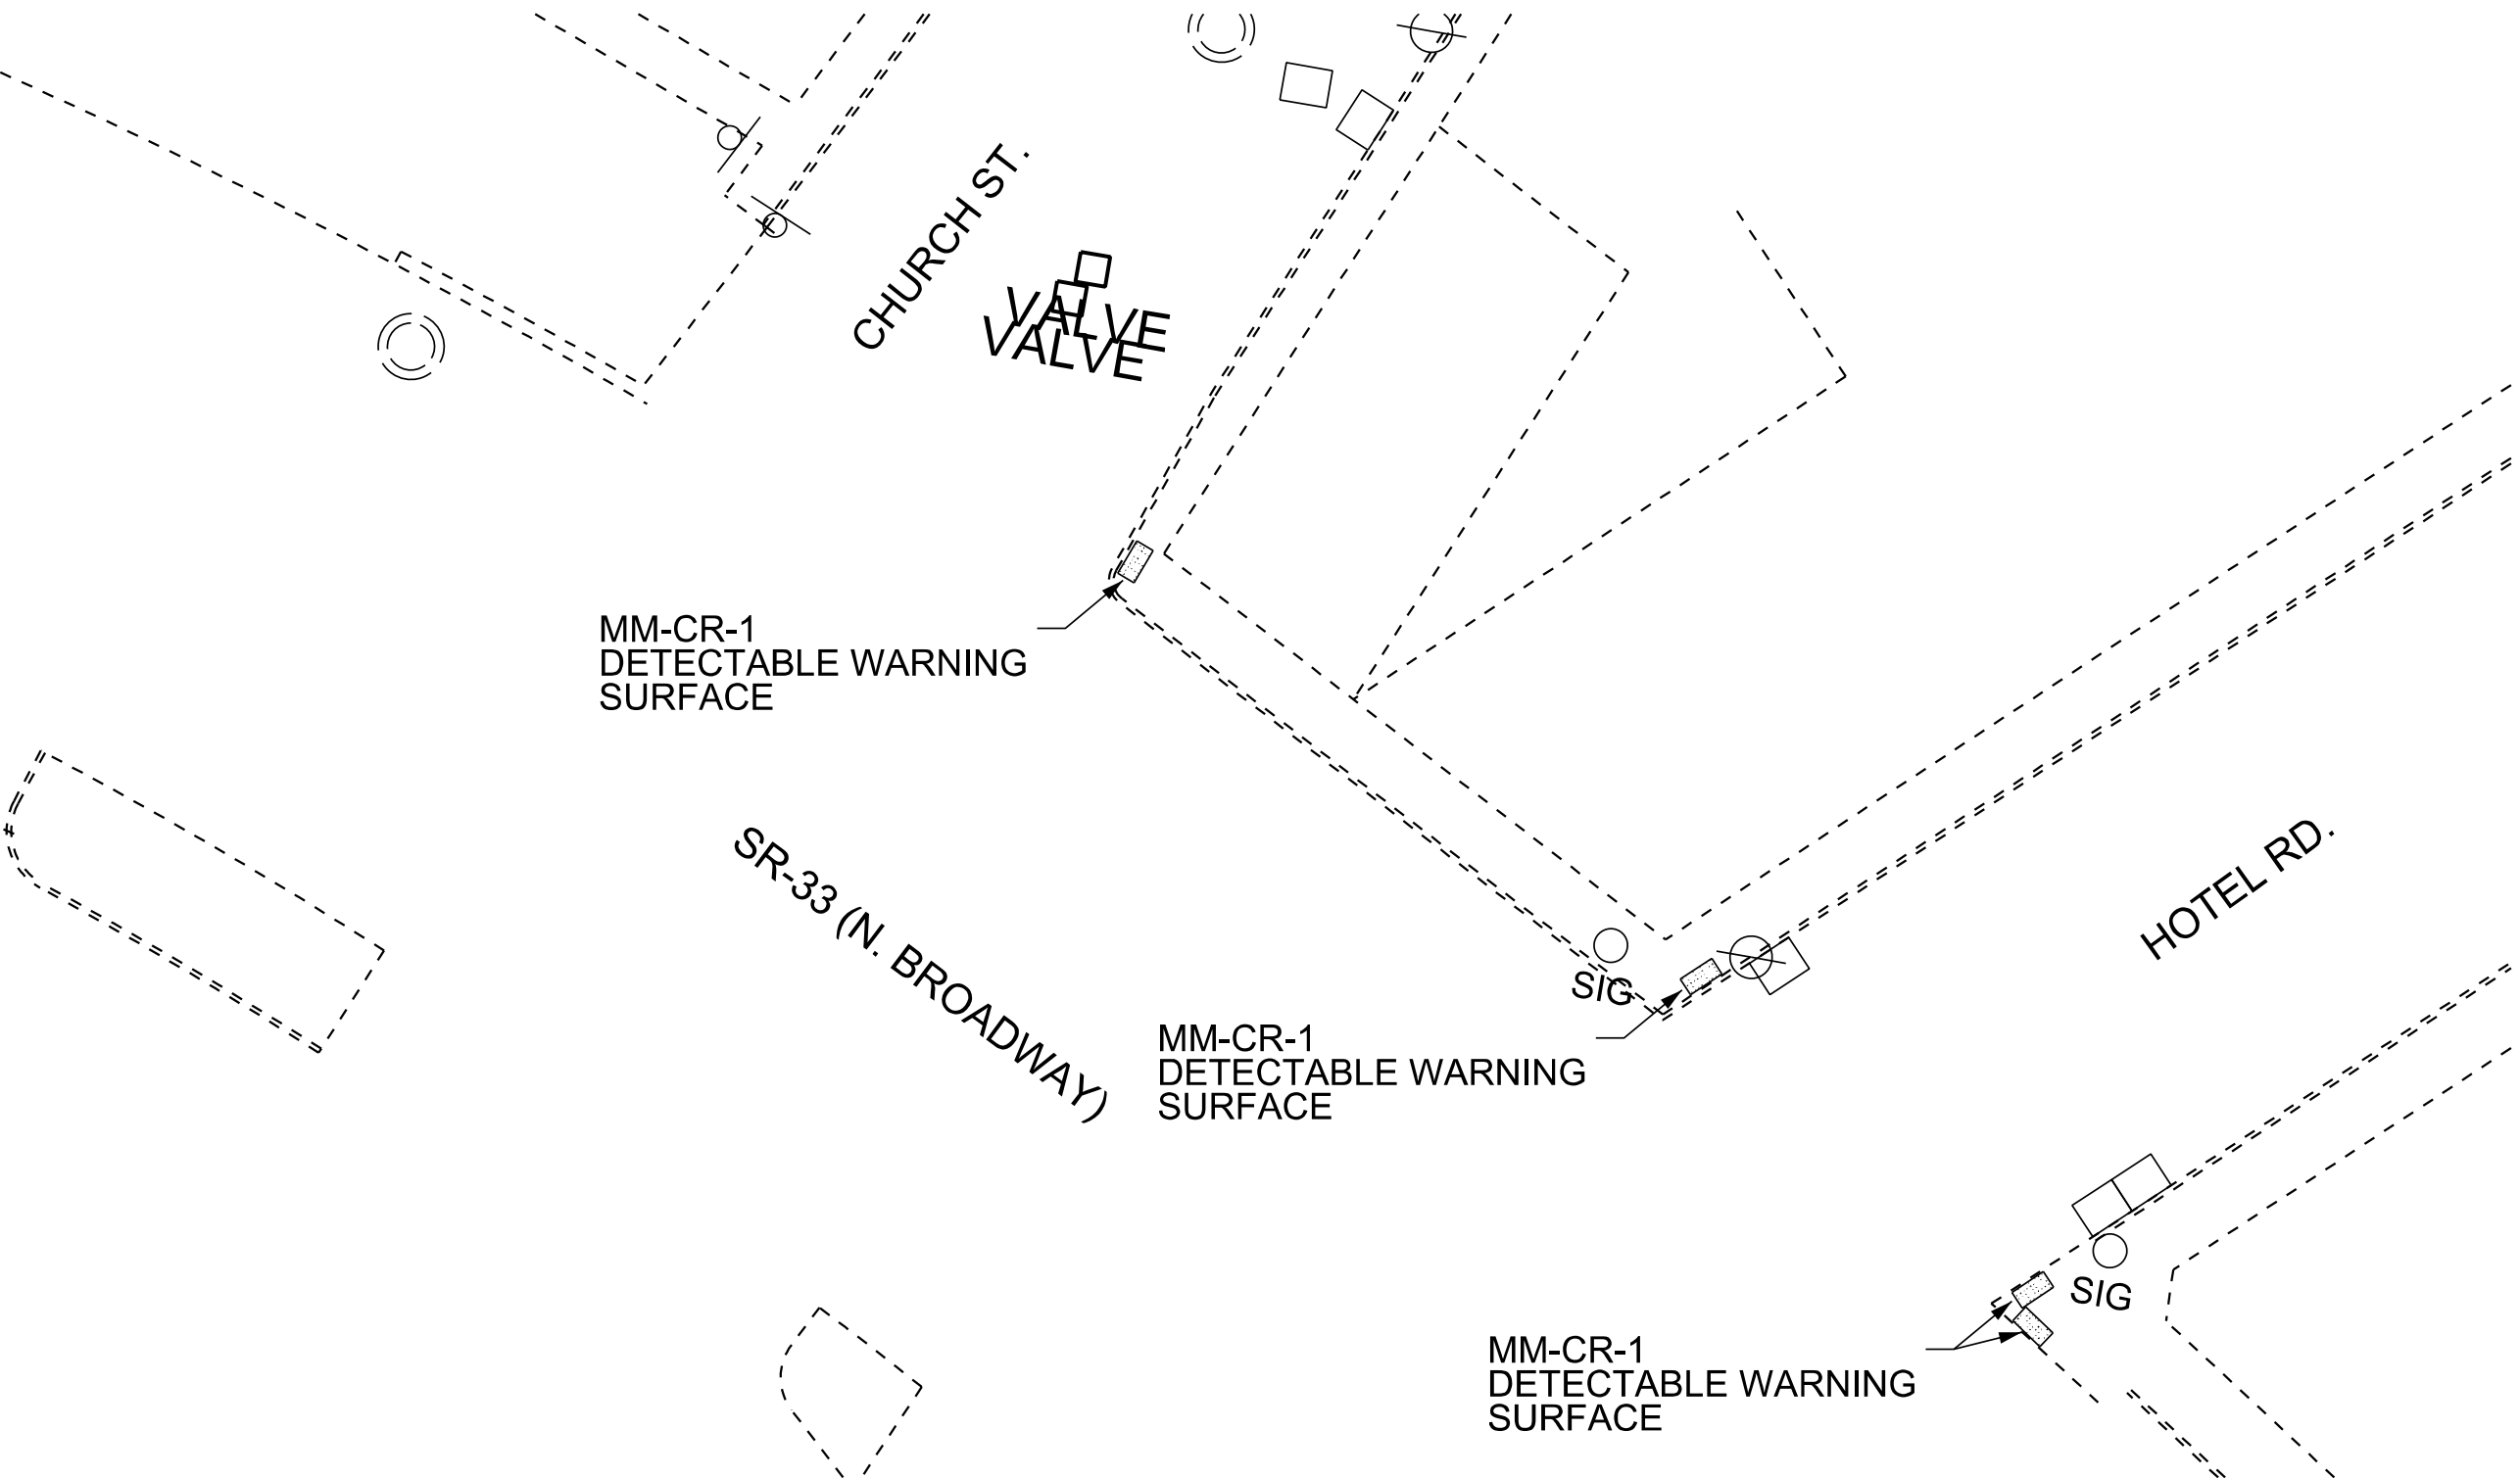 CHURCH ST.
VALVE
VALVE
MM-CR-1
DETECTABLE WARNING
SURFACE
SR-33 (N. BROADWAY)
HOTEL RD.
SIG
MM-CR-1
DETECTABLE WARNING
SURFACE
SIG
MM-CR-1
DETECTABLE WARNING
SURFACE